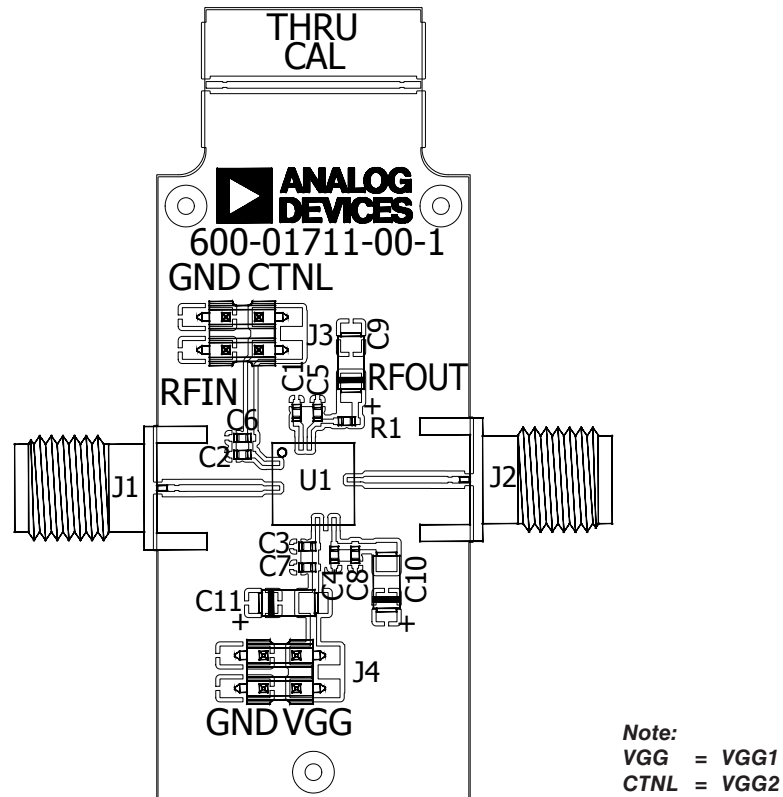 THRU
CAL
ANALOG
DEVICES
600-01711-00-1
GND CTNL
J3
C9
C1
C5
RFIN
RFOUT
+
C6
R1
C2
J1
U1
J2
C3
C7
C4
C8
C10
C11
+
+
J4
GND VGG
Note:
VGG = VGG1
CTNL = VGG2